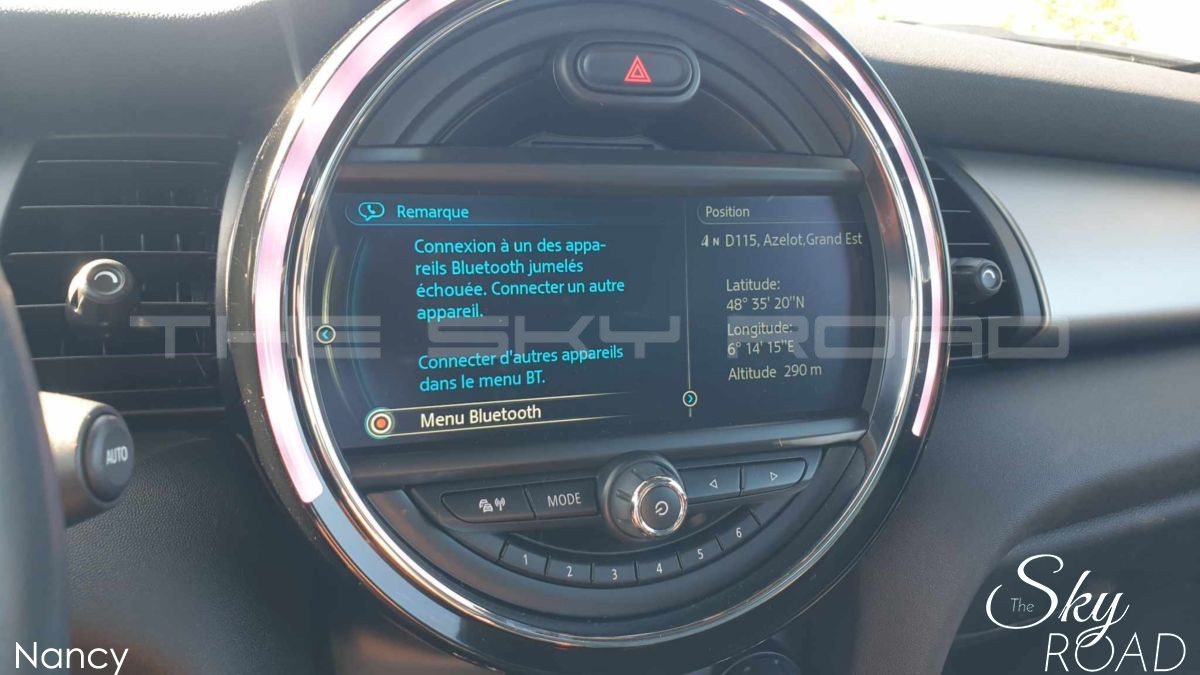 Remarque
Connexion à un des appa-
reils Bluetooth jumelés
échouée. Connecter un autre
appareil.
Connecter d'autres appareils
dans le menu BT.
Menu Bluetooth
Position
N D115, Azelot,Grand Est
Latitude:
48° 35' 20"N
Longitude:
6° 14' 15"E
Altitude 290 m
THE SKY ROAD
AUTO
MODE
1 2 3 4 5 6
Nancy
The Sky
ROAD